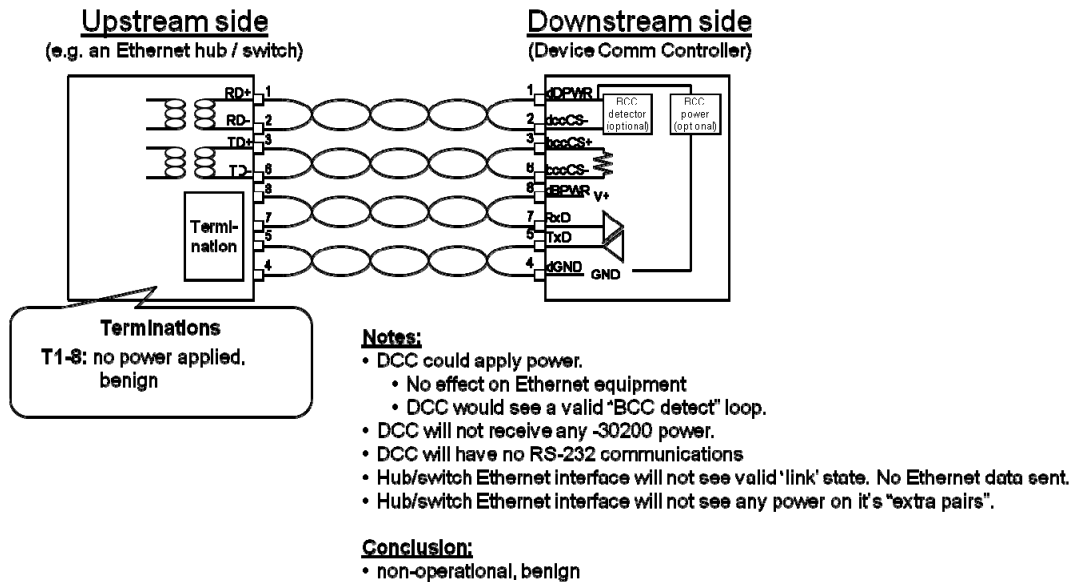 Upstream side
(e.g. an Ethernet hub / switch)
Downstream side
(Device Comm Controller)
RD+ 1
RD- 2
TD+ 3
TD- 6
8
7
5
4
Termi-
nation
1 dDPWR
2 dccCS-
3 bccCS+
6 bccCS-
8 dBPWR V+
7 RxD
5 TxD
4 dGND GND
BCC
detector
(optional)
BCC
power
(optional)
Terminations
T1-8: no power applied,
benign
Notes:
• DCC could apply power.
• No effect on Ethernet equipment
• DCC would see a valid "BCC detect" loop.
• DCC will not receive any -30200 power.
• DCC will have no RS-232 communications
• Hub/switch Ethernet interface will not see valid 'link' state. No Ethernet data sent.
• Hub/switch Ethernet interface will not see any power on it's "extra pairs".
Conclusion:
• non-operational, benign